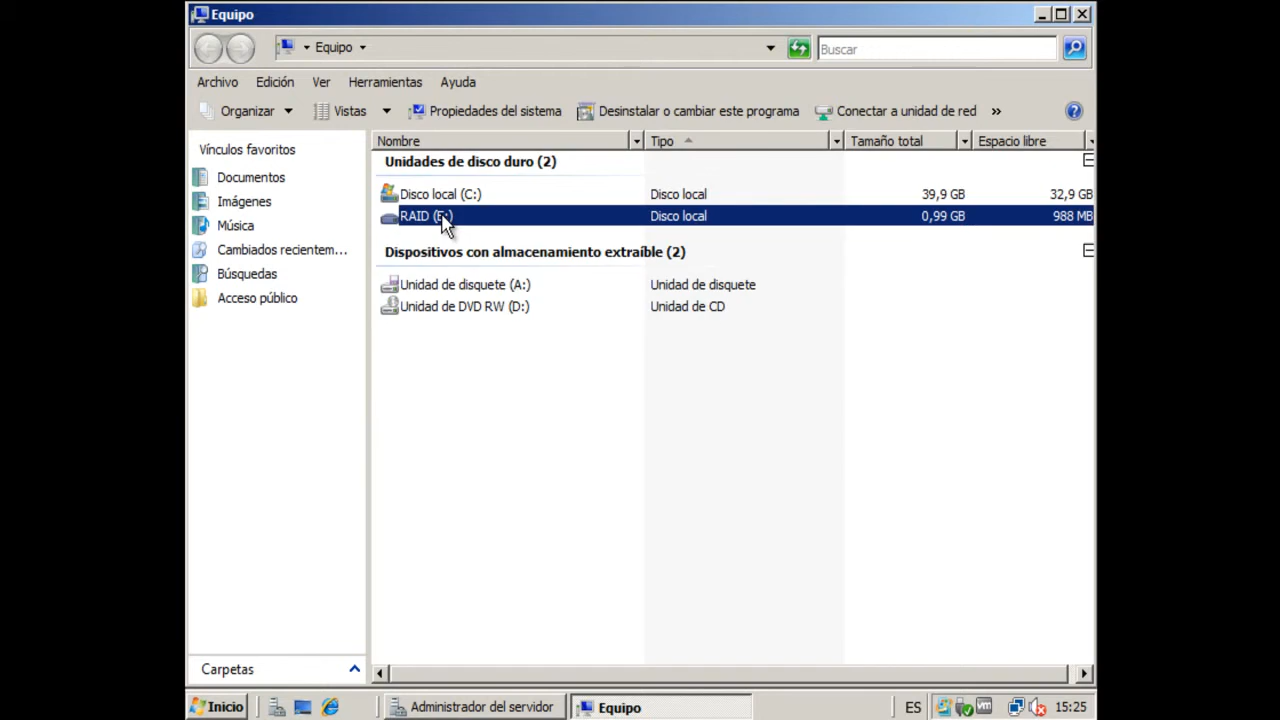 Equipo
Equipo
Buscar
Archivo Edición Ver Herramientas Ayuda
Organizar Vistas Propiedades del sistema Desinstalar o cambiar este programa Conectar a unidad de red »
Vínculos favoritos
Documentos
Imágenes
Música
Cambiados recientem...
Búsquedas
Acceso público
Carpetas
Nombre Tipo Tamaño total Espacio libre
Unidades de disco duro (2)
Disco local (C:) Disco local 39,9 GB 32,9 GB
RAID (E:) Disco local 0,99 GB 988 MB
Dispositivos con almacenamiento extraíble (2)
Unidad de disquete (A:) Unidad de disquete
Unidad de DVD RW (D:) Unidad de CD
Inicio Administrador del servidor Equipo ES 15:25